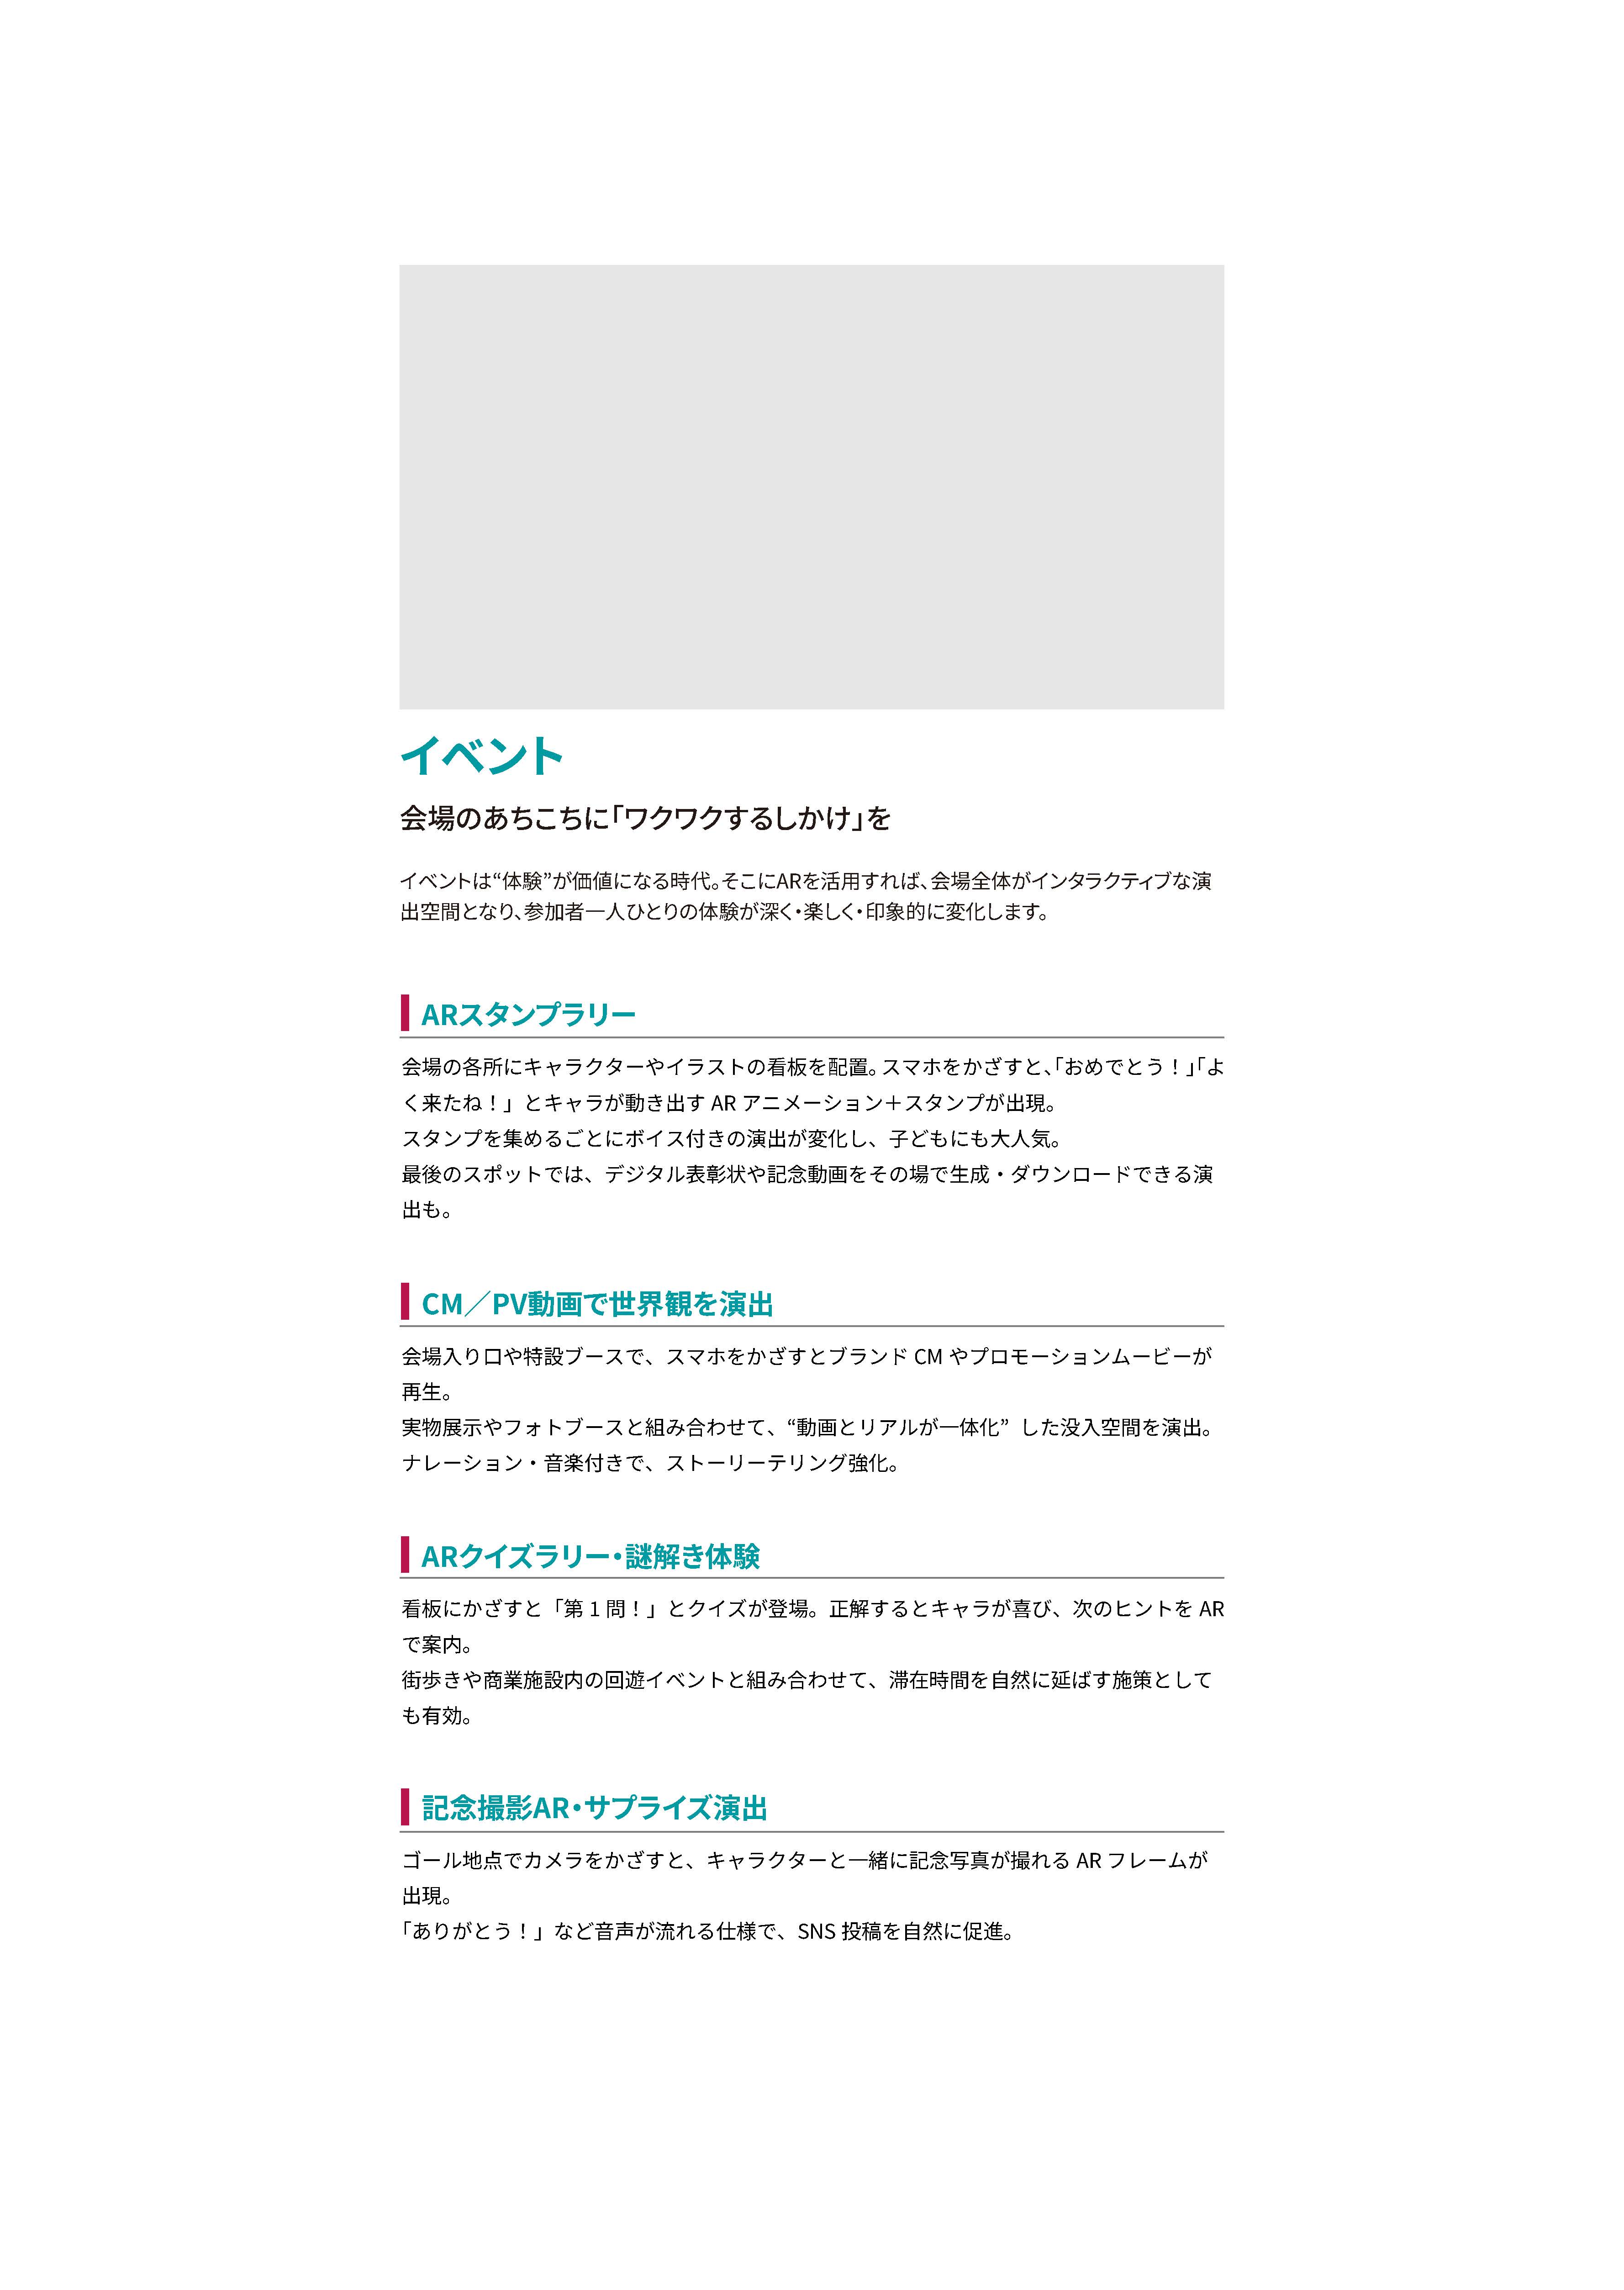 イベント
会場のあちこちに「ワクワクするしかけ」を
イベントは“体験”が価値になる時代。そこにARを活用すれば、会場全体がインタラクティブな演
出空間となり、参加者一人ひとりの体験が深く・楽しく・印象的に変化します。
ARスタンプラリー
会場の各所にキャラクターやイラストの看板を配置。スマホをかざすと、「おめでとう！」「よ
く来たね！」とキャラが動き出す AR アニメーション＋スタンプが出現。
スタンプを集めるごとにボイス付きの演出が変化し、子どもにも大人気。
最後のスポットでは、デジタル表彰状や記念動画をその場で生成・ダウンロードできる演
出も。
CM／PV動画で世界観を演出
会場入り口や特設ブースで、スマホをかざすとブランド CM やプロモーションムービーが
再生。
実物展示やフォトブースと組み合わせて、“動画とリアルが一体化” した没入空間を演出。
ナレーション・音楽付きで、ストーリーテリング強化。
ARクイズラリー・謎解き体験
看板にかざすと「第 1 問！」とクイズが登場。正解するとキャラが喜び、次のヒントを AR
で案内。
街歩きや商業施設内の回遊イベントと組み合わせて、滞在時間を自然に延ばす施策として
も有効。
記念撮影AR・サプライズ演出
ゴール地点でカメラをかざすと、キャラクターと一緒に記念写真が撮れる AR フレームが
出現。
「ありがとう！」など音声が流れる仕様で、SNS 投稿を自然に促進。